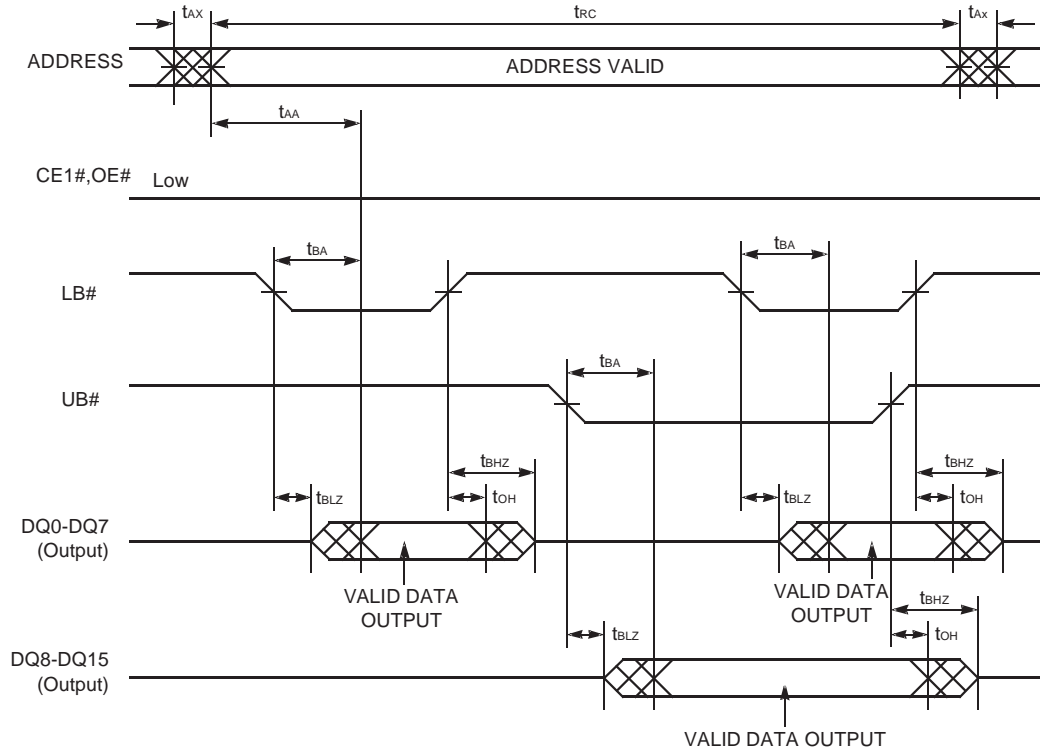 tAX tRC tAx
ADDRESS ADDRESS VALID
tAA
CE1#,OE# Low
tBA tBA
LB#
tBA
UB#
tBHZ tBHZ
tBLZ tOH tBLZ tOH
DQ0-DQ7
(Output)
VALID DATA
OUTPUT
VALID DATA
OUTPUT
tBHZ
tBLZ tOH
DQ8-DQ15
(Output)
VALID DATA OUTPUT